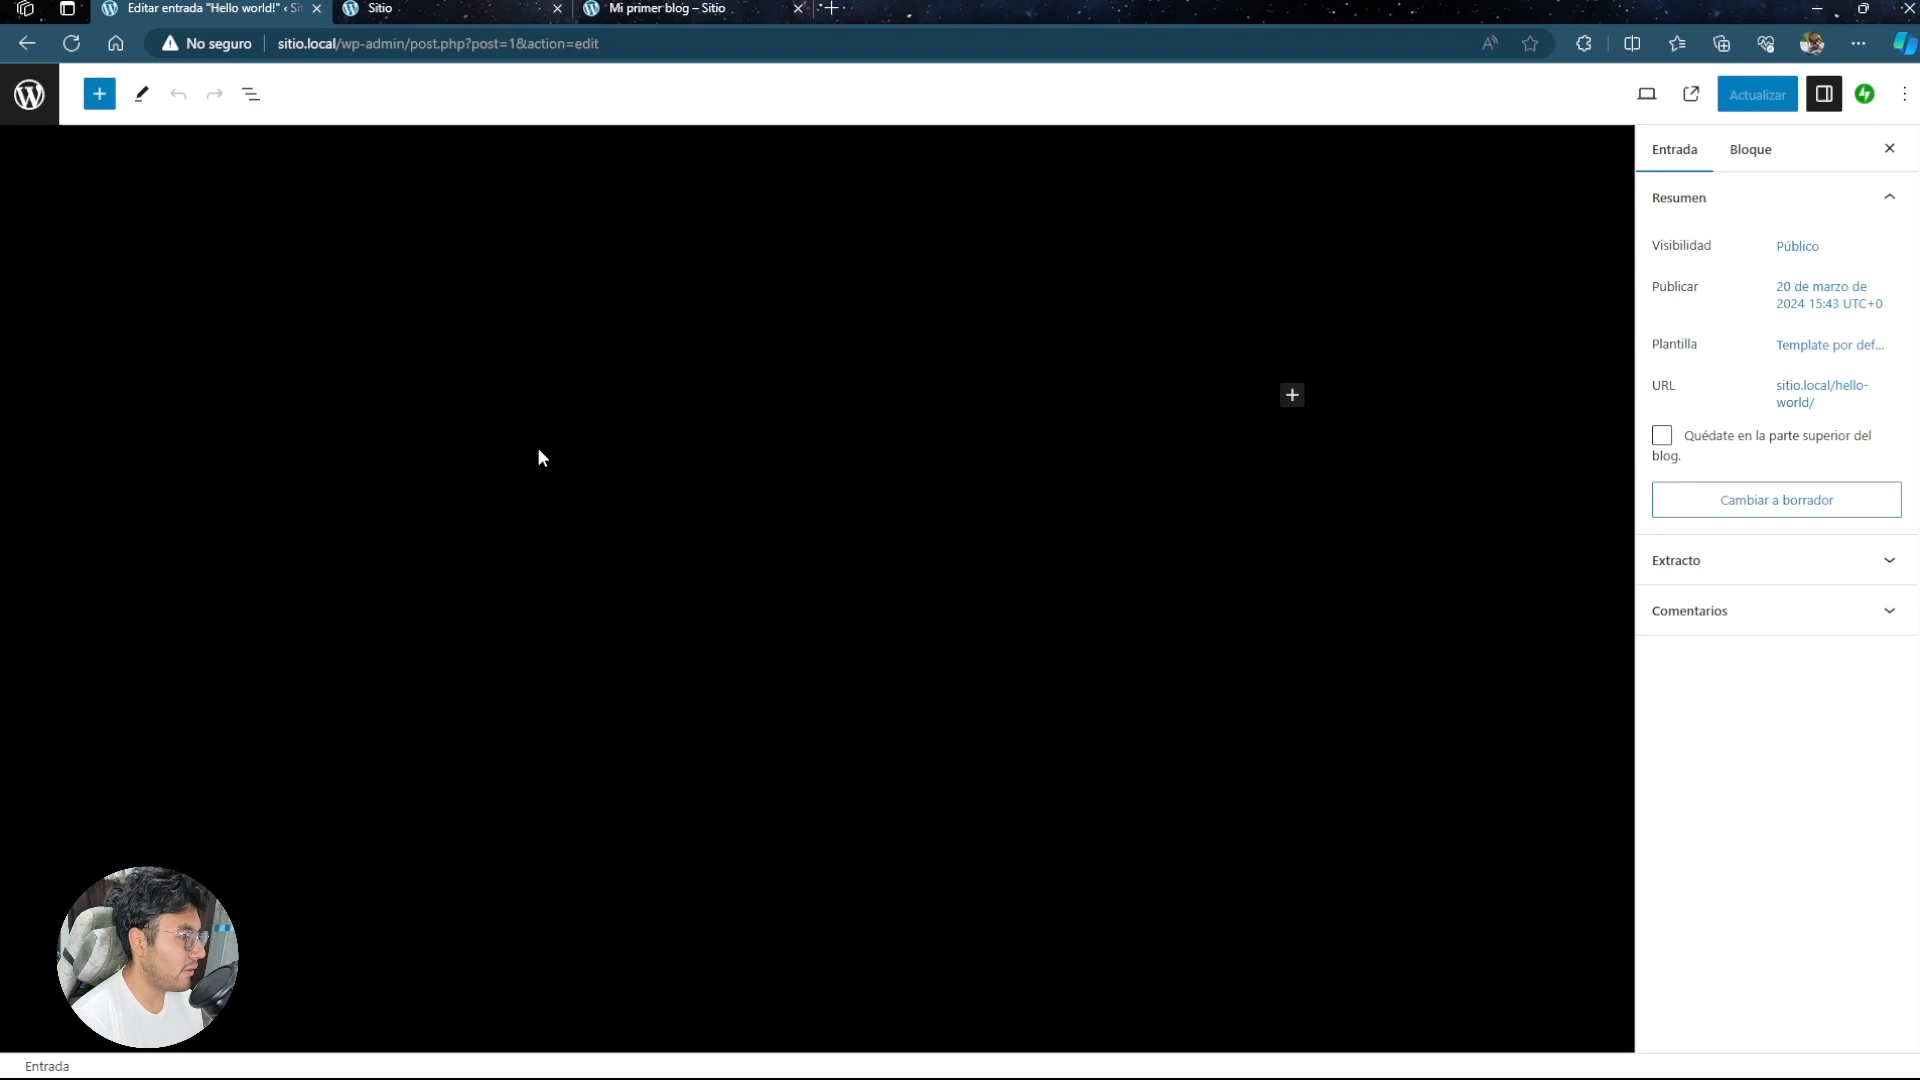 Editar entrada "Hello world!" ‹ Si
Sitio
Mi primer blog – Sitio
No seguro
sitio.local/wp-admin/post.php?post=1&action=edit
Actualizar
Entrada
Bloque
Resumen
Visibilidad
Público
Publicar
20 de marzo de
2024 15:43 UTC+0
Plantilla
Template por def...
URL
sitio.local/hello-
world/
Quédate en la parte superior del
blog.
Cambiar a borrador
Extracto
Comentarios
Entrada